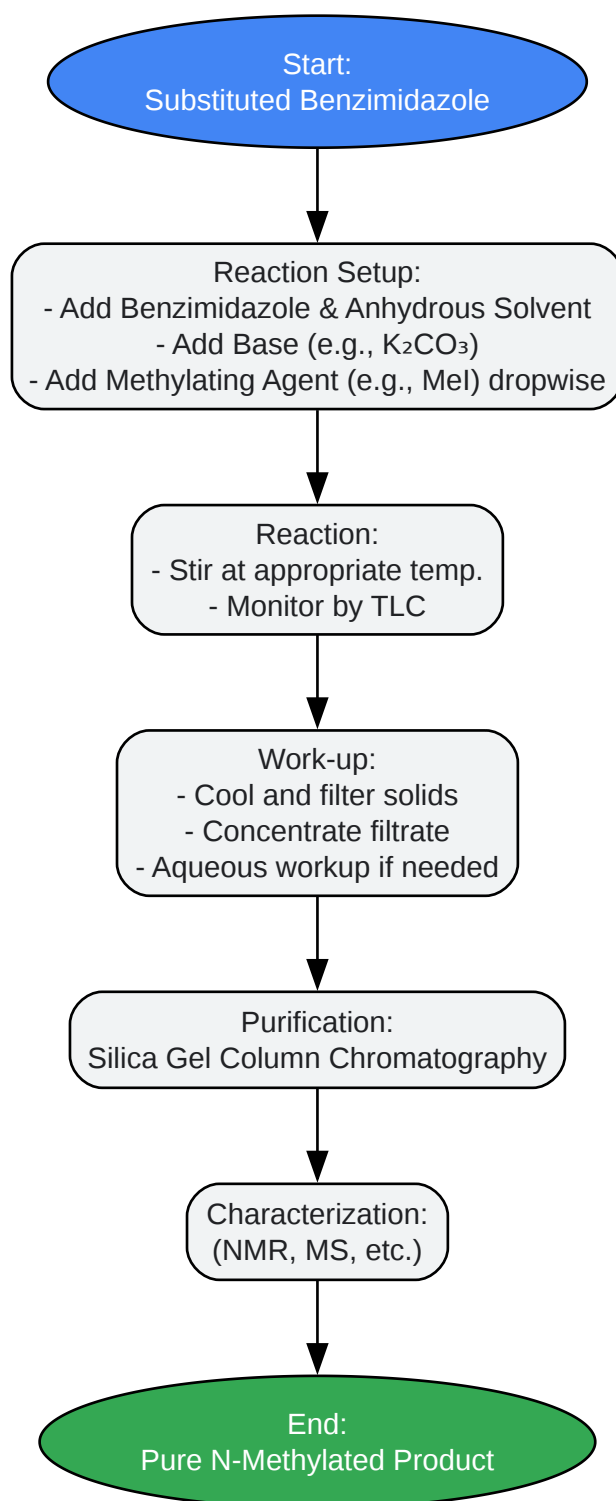 Start:
Substituted Benzimidazole
Reaction Setup:
- Add Benzimidazole & Anhydrous Solvent
- Add Base (e.g., K₂CO₃)
- Add Methylating Agent (e.g., MeI) dropwise
Reaction:
- Stir at appropriate temp.
- Monitor by TLC
Work-up:
- Cool and filter solids
- Concentrate filtrate
- Aqueous workup if needed
Purification:
Silica Gel Column Chromatography
Characterization:
(NMR, MS, etc.)
End:
Pure N-Methylated Product